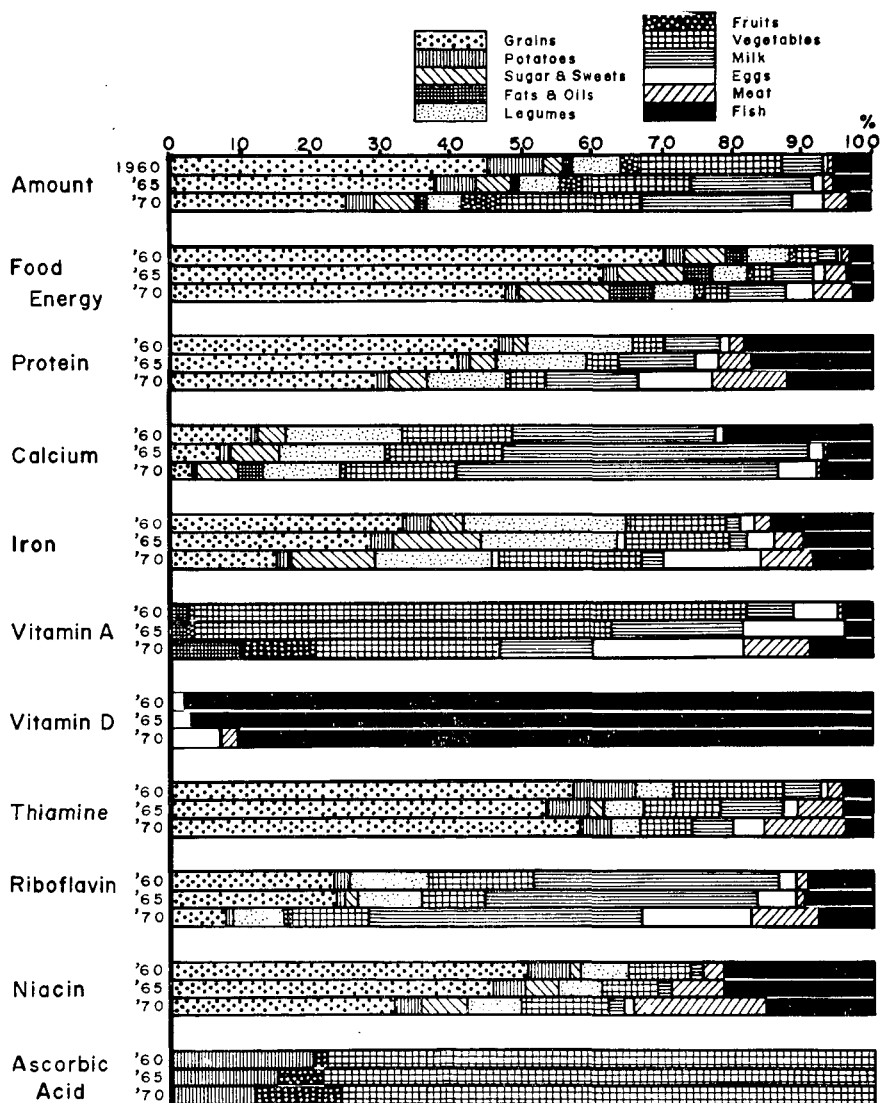 Grains
Potatoes
Sugar & Sweets
Fats & Oils
Legumes
Fruits
Vegetables
Milk
Eggs
Meat
Fish
%
0 10 20 30 40 50 60 70 80 90 100
Amount
1960
'65
'70
Food
Energy
'60
'65
'70
Protein
'60
'65
'70
Calcium
'60
'65
'70
Iron
'60
'65
'70
Vitamin A
'60
'65
'70
Vitamin D
'60
'65
'70
Thiamine
'60
'65
'70
Riboflavin
'60
'65
'70
Niacin
'60
'65
'70
Ascorbic
Acid
'60
'65
'70